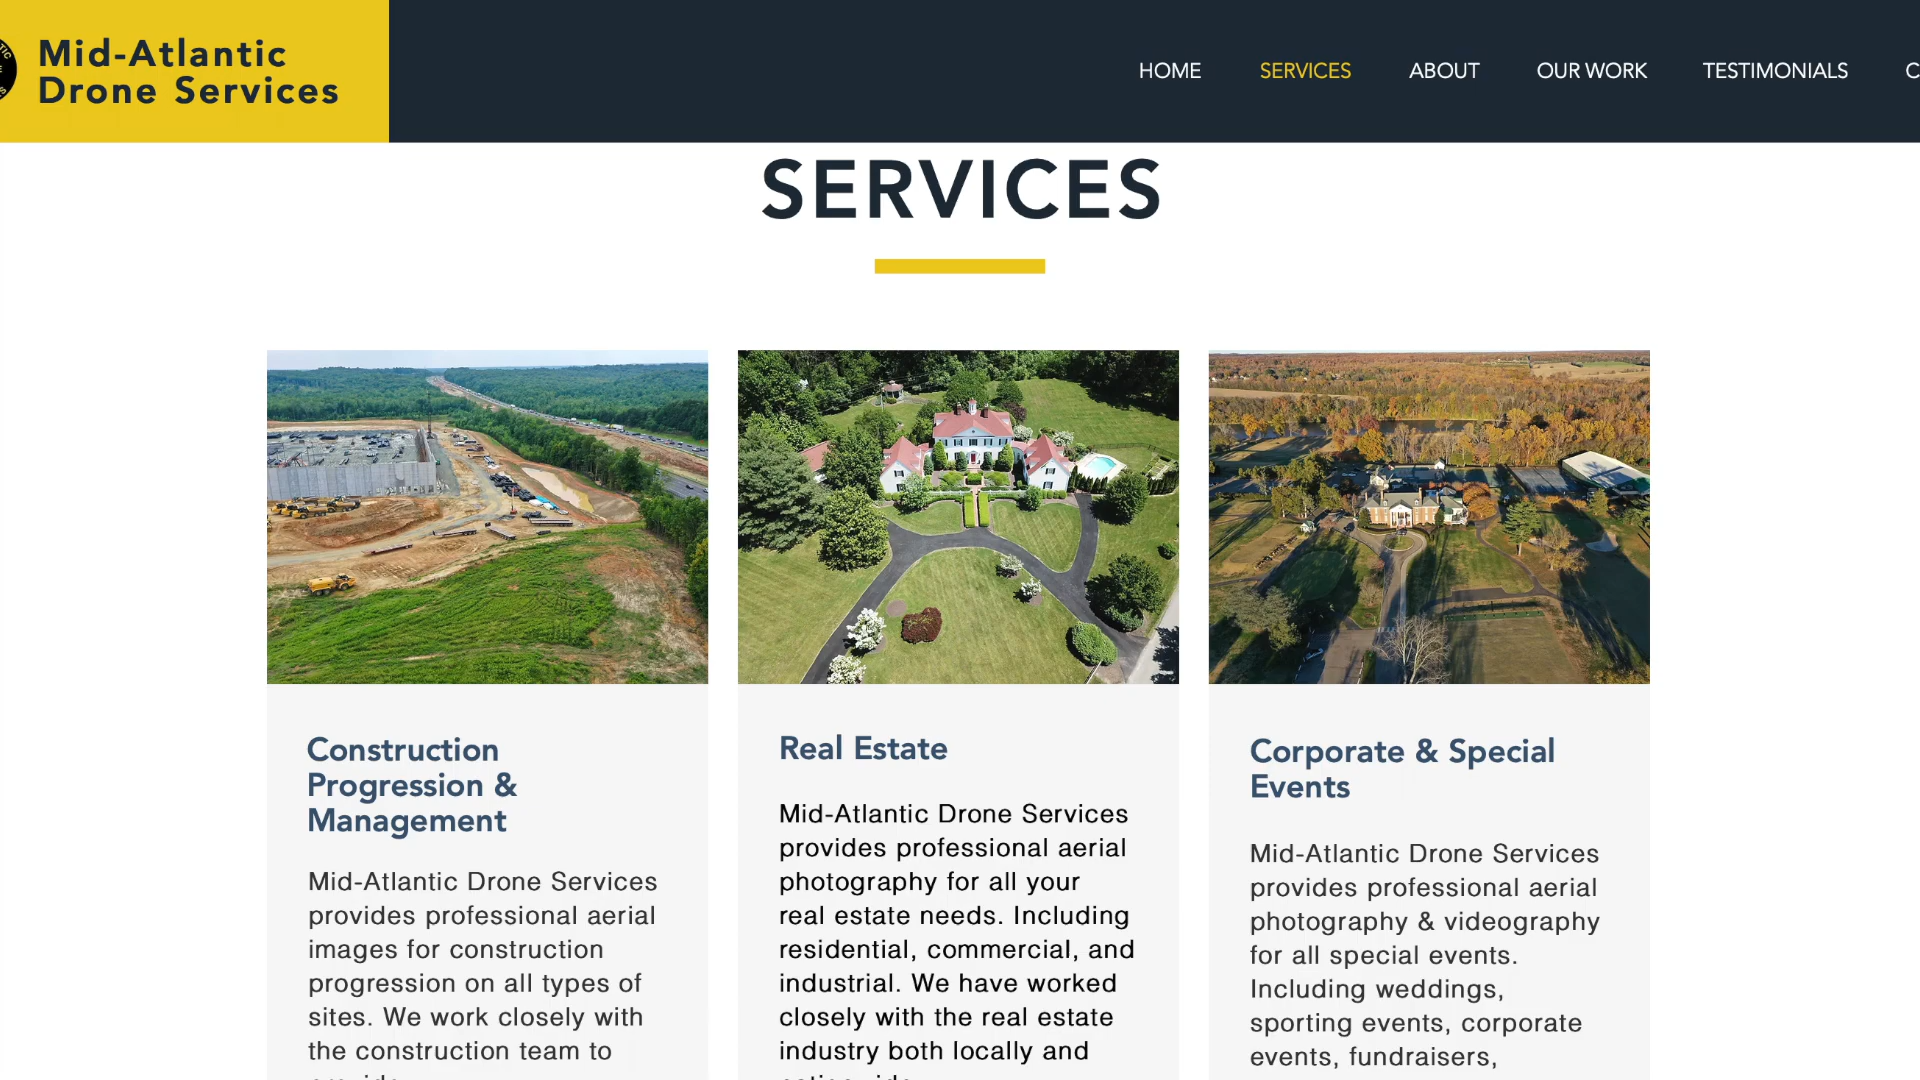 Mid-Atlantic
Drone Services
HOME SERVICES ABOUT OUR WORK TESTIMONIALS
SERVICES
Construction
Progression &
Management
Mid-Atlantic Drone Services
provides professional aerial
images for construction
progression on all types of
sites. We work closely with
the construction team to
Real Estate
Mid-Atlantic Drone Services
provides professional aerial
photography for all your
real estate needs. Including
residential, commercial, and
industrial. We have worked
closely with the real estate
industry both locally and
Corporate & Special
Events
Mid-Atlantic Drone Services
provides professional aerial
photography & videography
for all special events.
Including weddings,
sporting events, corporate
events, fundraisers,